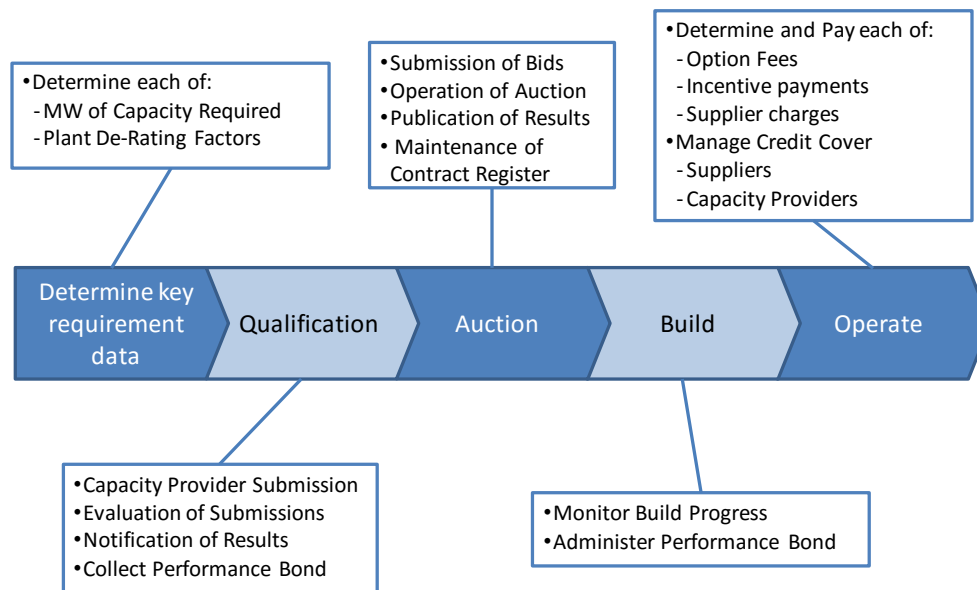 •Determine each of:
-MW of Capacity Required
-Plant De-Rating Factors
•Submission of Bids
•Operation of Auction
•Publication of Results
• Maintenance of
Contract Register
•Determine and Pay each of:
-Option Fees
-Incentive payments
-Supplier charges
•Manage Credit Cover
-Suppliers
-Capacity Providers
Determine key
requirement
data
Qualification
Auction
Build
Operate
•Capacity Provider Submission
•Evaluation of Submissions
•Notification of Results
•Collect Performance Bond
•Monitor Build Progress
•Administer Performance Bond